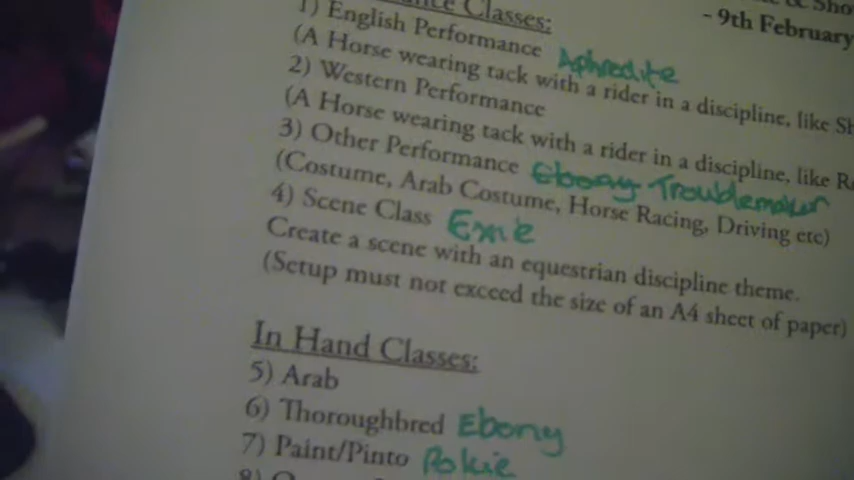 Classes:
- 9th February
1) English Performance Aphrodite
(A Horse wearing tack with a rider in a discipline, like
2) Western Performance
(A Horse wearing tack with a rider in a discipline, like
3) Other Performance Ebony Troublemaker
(Costume, Arab Costume, Horse Racing, Driving etc)
4) Scene Class
Create a scene with an equestrian discipline theme.
(Setup must not exceed the size of an A4 sheet of paper)
In Hand Classes:
5) Arab
6) Thoroughbred Ebony
7) Paint/Pinto Pokie